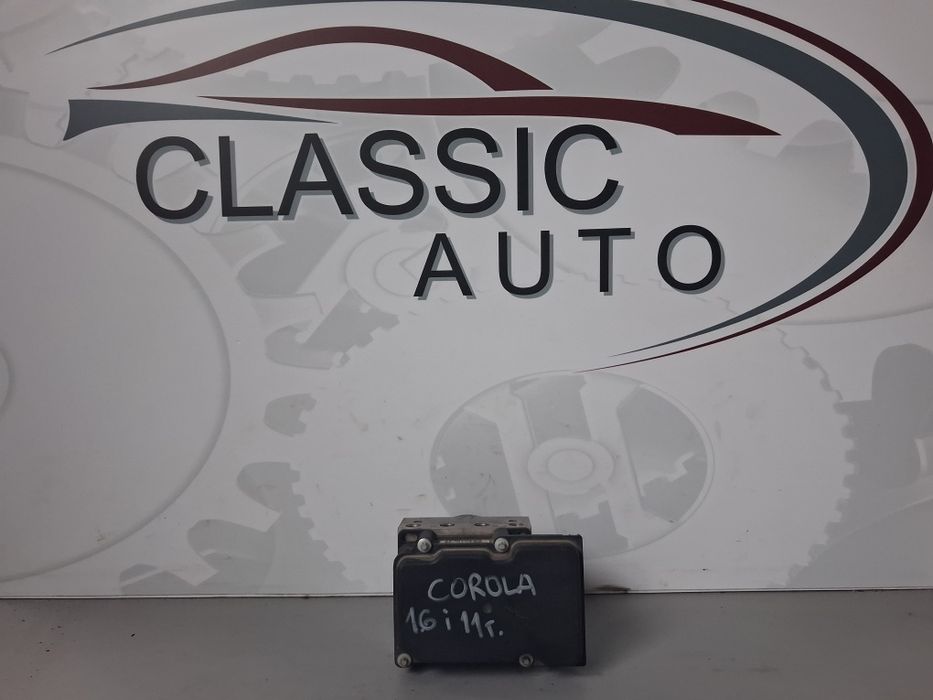 CLASSIC
AUTO
COROLA
1.6 i 11г.